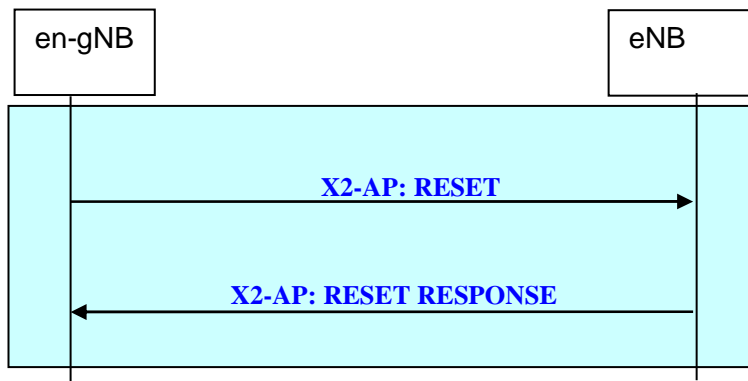 en-gNB
eNB
X2-AP: RESET
X2-AP: RESET RESPONSE